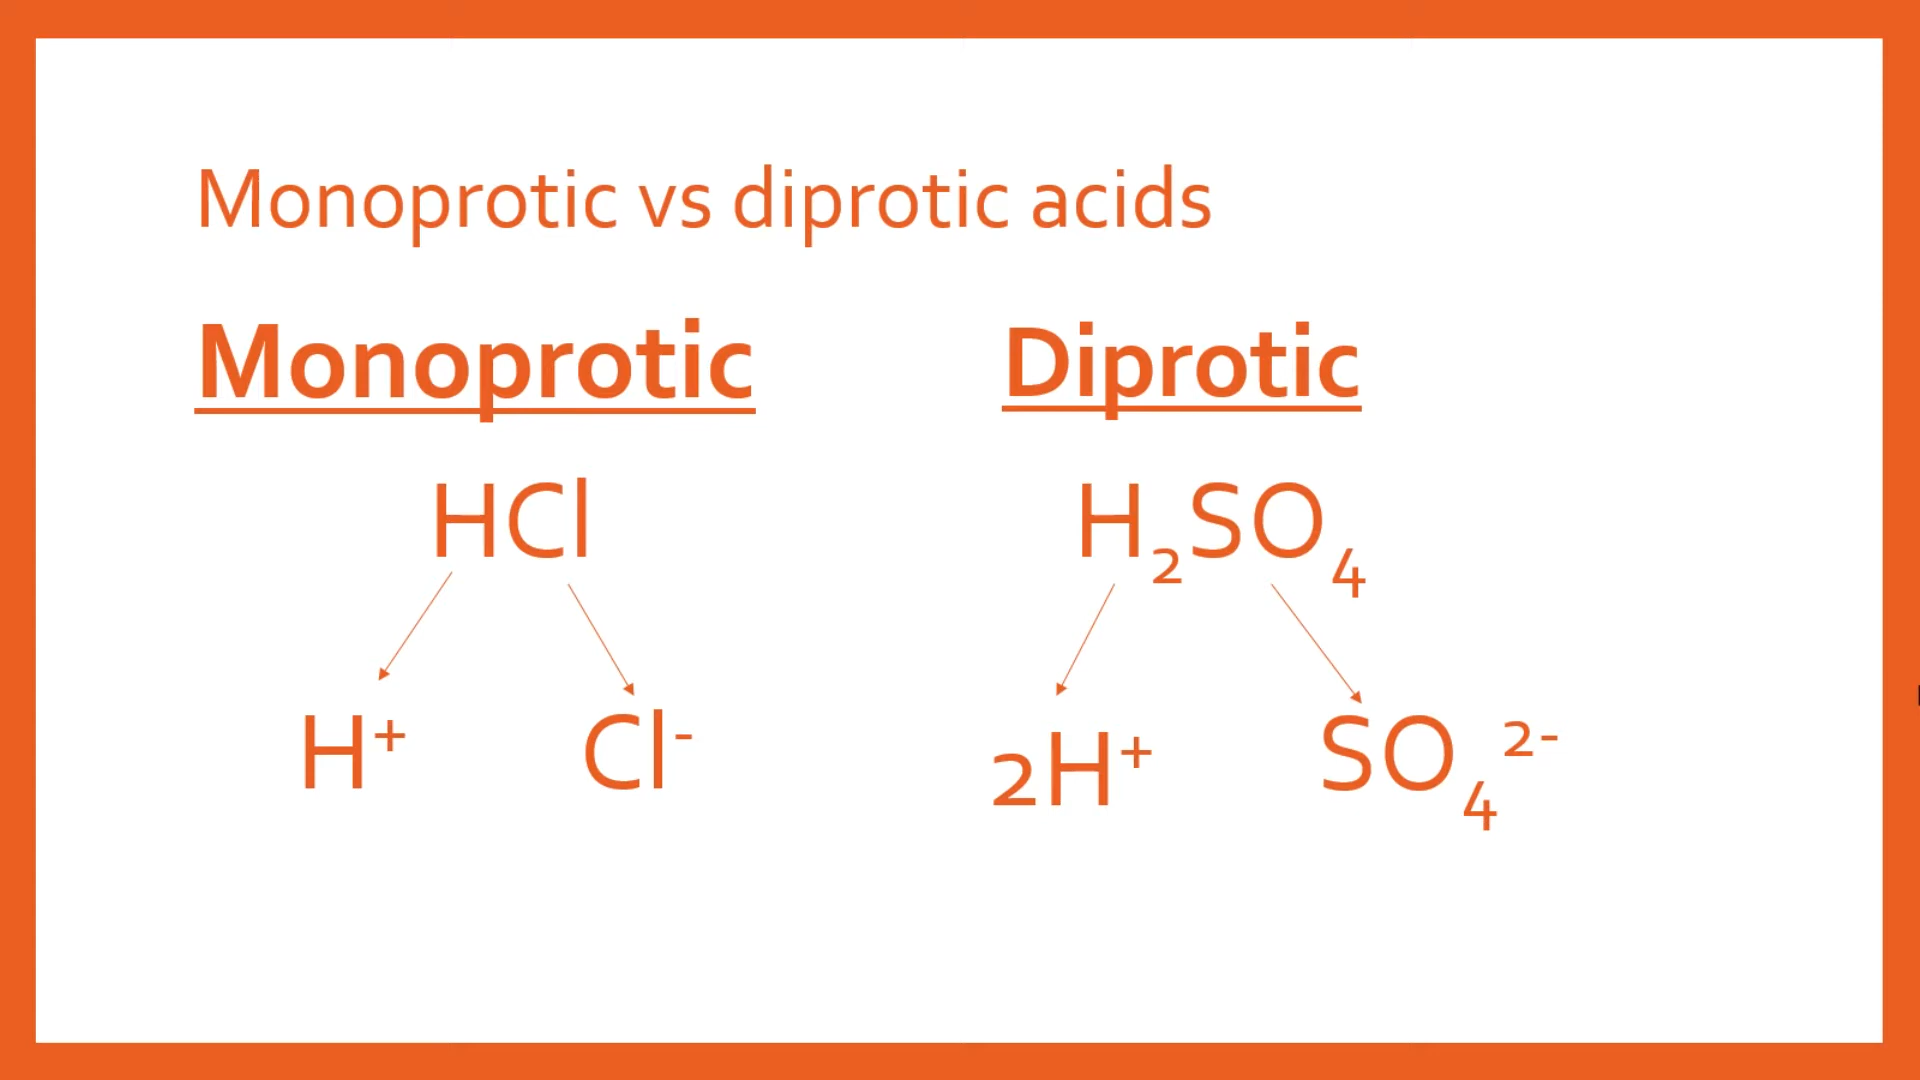 Monoprotic vs diprotic acids
Monoprotic
Diprotic
HCl
H₂SO₄
H⁺
Cl⁻
2H⁺
SO₄²⁻